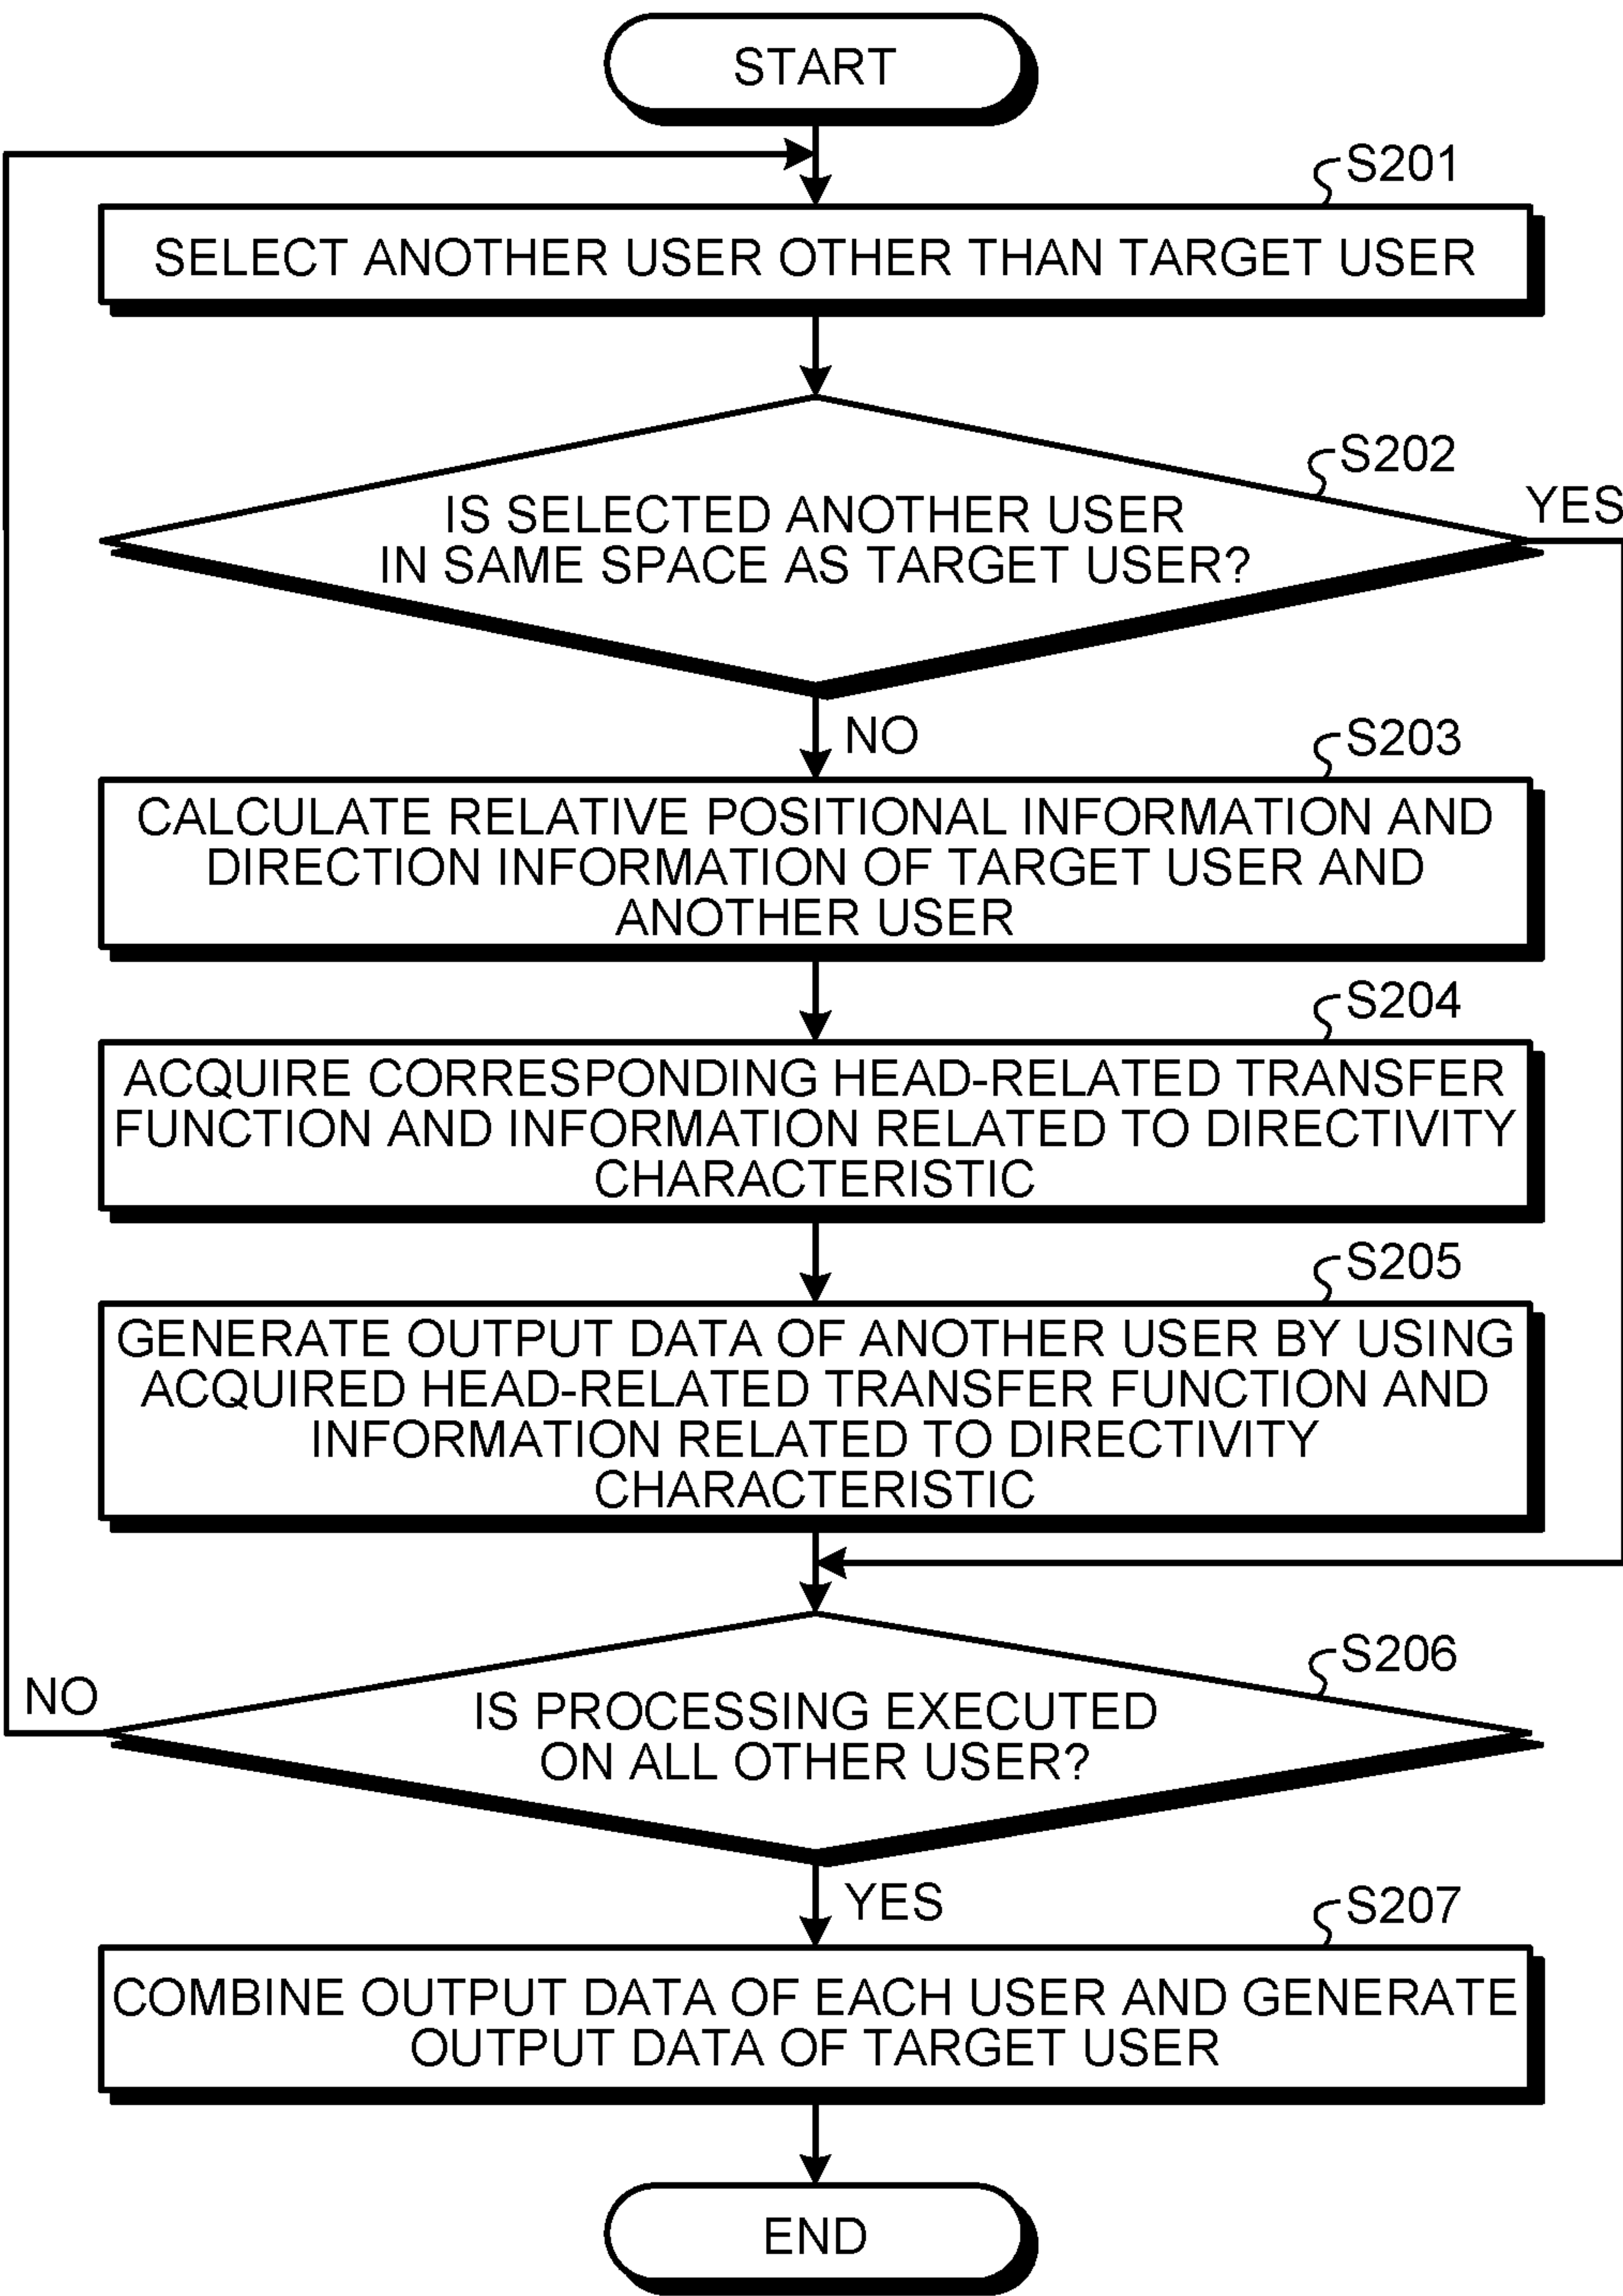 START
S201
SELECT ANOTHER USER OTHER THAN TARGET USER
S202
YES
IS SELECTED ANOTHER USER
IN SAME SPACE AS TARGET USER?
NO
S203
CALCULATE RELATIVE POSITIONAL INFORMATION AND
DIRECTION INFORMATION OF TARGET USER AND
ANOTHER USER
S204
ACQUIRE CORRESPONDING HEAD-RELATED TRANSFER
FUNCTION AND INFORMATION RELATED TO DIRECTIVITY
CHARACTERISTIC
S205
GENERATE OUTPUT DATA OF ANOTHER USER BY USING
ACQUIRED HEAD-RELATED TRANSFER FUNCTION AND
INFORMATION RELATED TO DIRECTIVITY
CHARACTERISTIC
S206
NO
IS PROCESSING EXECUTED
ON ALL OTHER USER?
YES
S207
COMBINE OUTPUT DATA OF EACH USER AND GENERATE
OUTPUT DATA OF TARGET USER
END